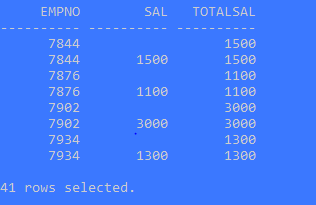 EMPNO        SAL   TOTALSAL
---------- ---------- ----------
      7844                  1500
      7844       1500       1500
      7876                  1100
      7876       1100       1100
      7902                  3000
      7902       3000       3000
      7934                  1300
      7934       1300       1300
41 rows selected.